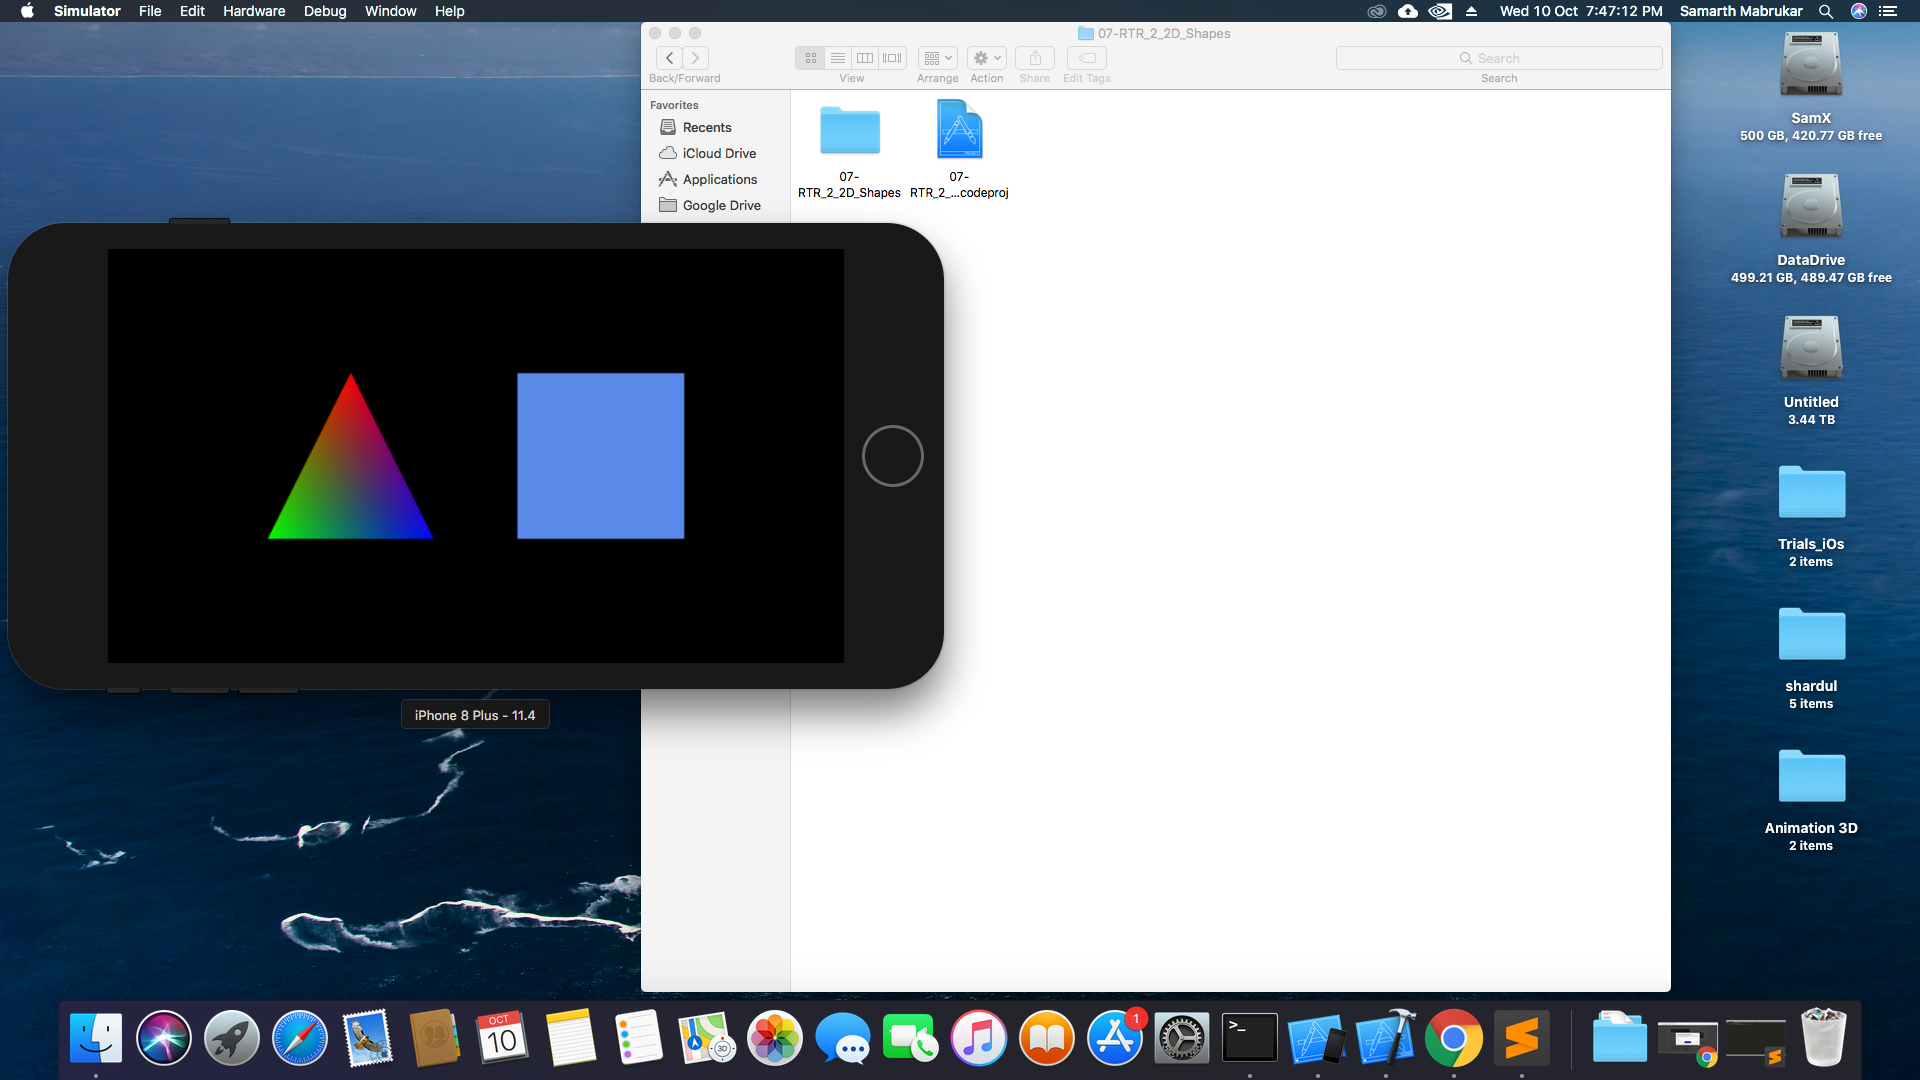 Simulator File Edit Hardware Debug Window Help
Wed 10 Oct 7:47:12 PM Samarth Mabrukar
07-RTR_2_2D_Shapes
Search
Back/Forward View Arrange Action Share Edit Tags Search
Favorites
Recents
iCloud Drive
Applications
Google Drive
07-
RTR_2_2D_Shapes
07-
RTR_2_...codeproj
iPhone 8 Plus - 11.4
SamX
500 GB, 420.77 GB free
DataDrive
499.21 GB, 489.47 GB free
Untitled
3.44 TB
Trials_iOs
2 items
shardul
5 items
Animation 3D
2 items
OCT
10
3D
1
>_